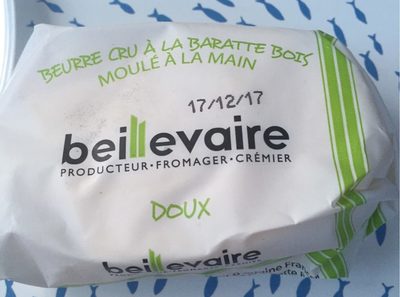 BEURRE CRU À LA BARATTE BOIS
MOULÉ À LA MAIN
17/12/17
beillevaire
PRODUCTEUR·FROMAGER·CRÉMIER
DOUX
beillevaire